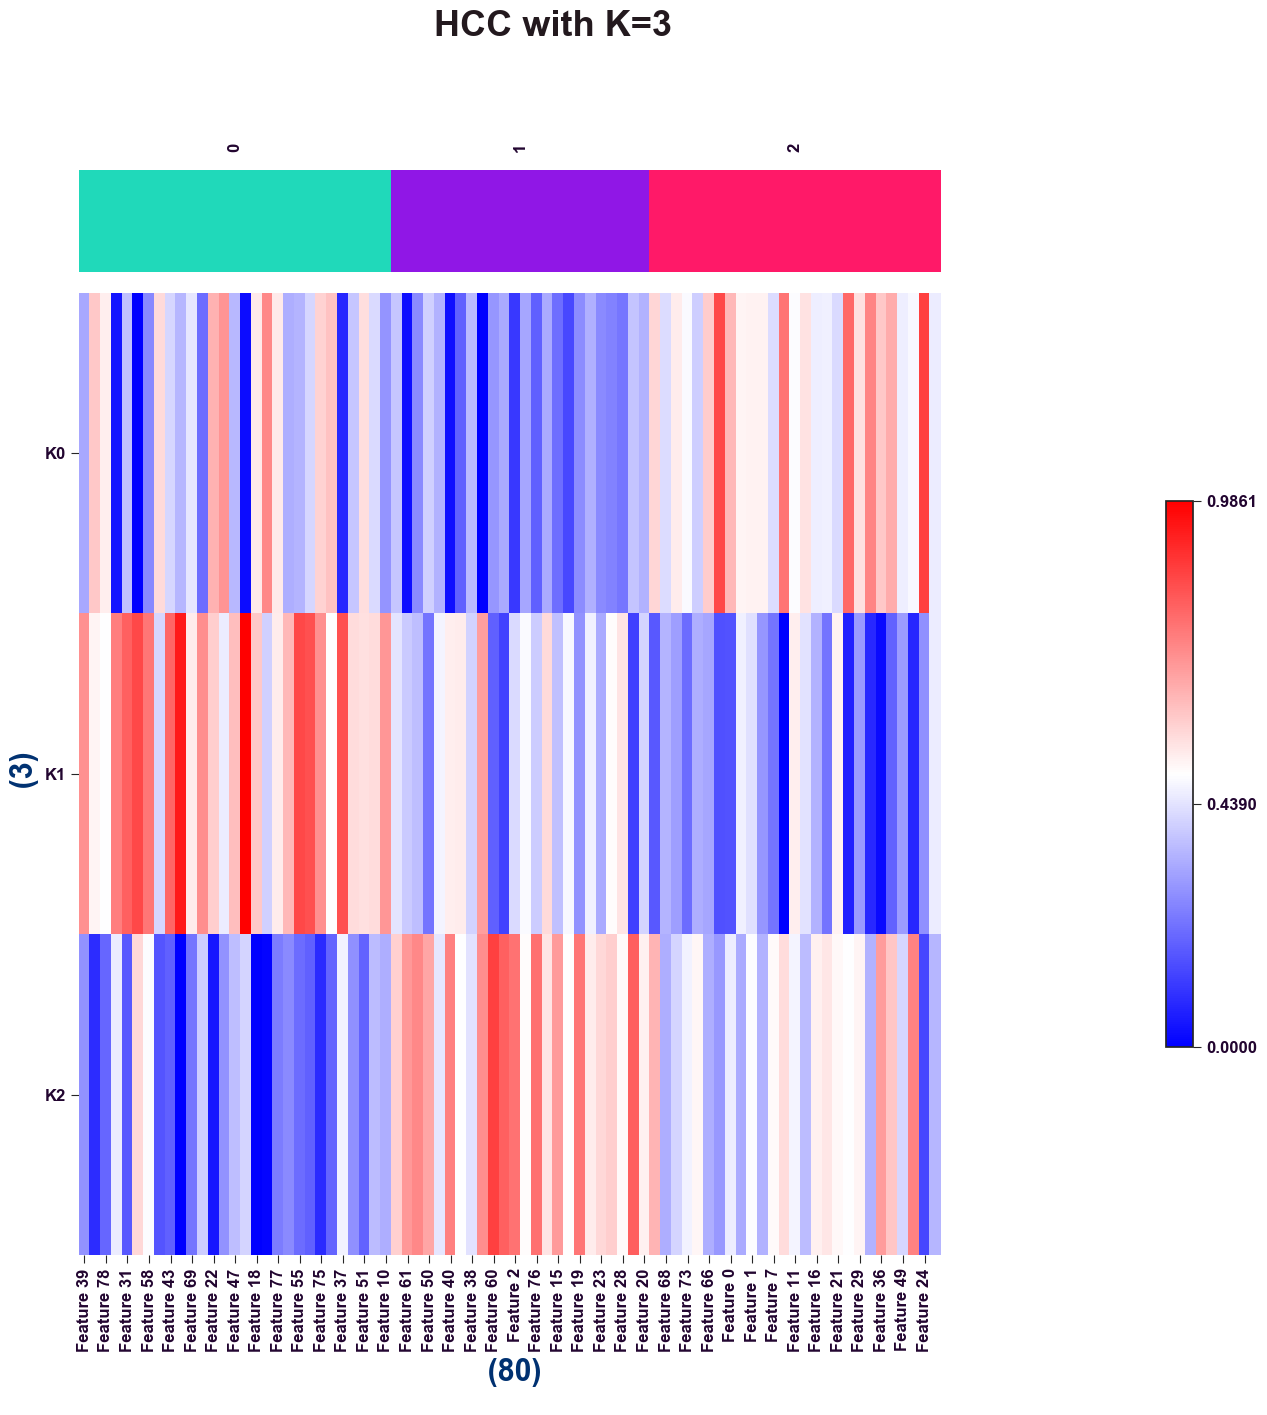 HCC with K=3
0
1
2
K0
K1
K2
(3)
0.9861
0.4390
0.0000
Feature 39
Feature 78
Feature 31
Feature 58
Feature 43
Feature 69
Feature 22
Feature 47
Feature 18
Feature 77
Feature 55
Feature 75
Feature 37
Feature 51
Feature 10
Feature 61
Feature 50
Feature 40
Feature 38
Feature 60
Feature 2
Feature 76
Feature 15
Feature 19
Feature 23
Feature 28
Feature 20
Feature 68
Feature 73
Feature 66
Feature 0
Feature 1
Feature 7
Feature 11
Feature 16
Feature 21
Feature 29
Feature 36
Feature 49
Feature 24
(80)